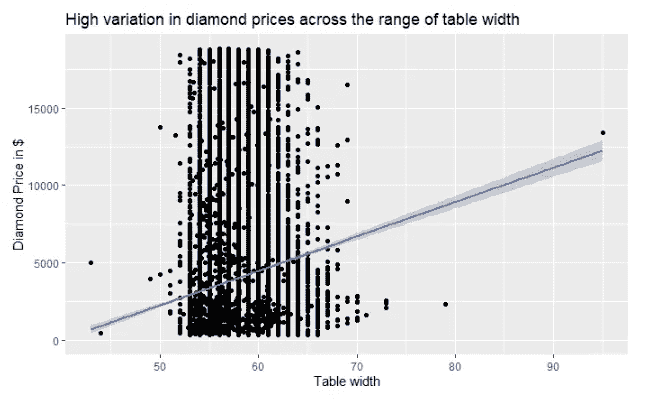 High variation in diamond prices across the range of table width
Diamond Price in $
15000
10000
5000
0
50 60 70 80 90
Table width